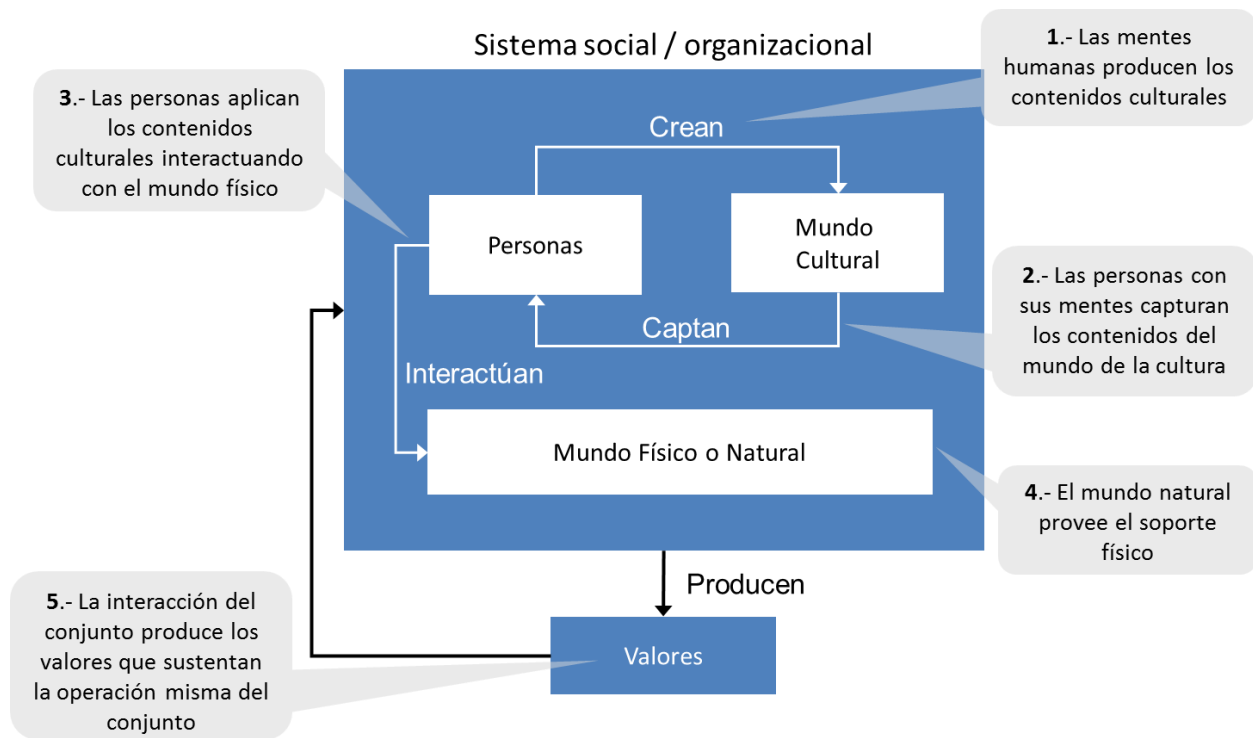 Sistema social / organizacional
1.- Las mentes
humanas producen los
contenidos culturales
3.- Las personas aplican
los contenidos
culturales interactuando
con el mundo físico
Crean
Personas
Mundo
Cultural
2.- Las personas con
sus mentes capturan
los contenidos del
mundo de la cultura
Captan
Interactúan
Mundo Físico o Natural
4.- El mundo natural
provee el soporte
físico
Producen
5.- La interacción del
conjunto produce los
valores que sustentan
la operación misma del
conjunto
Valores